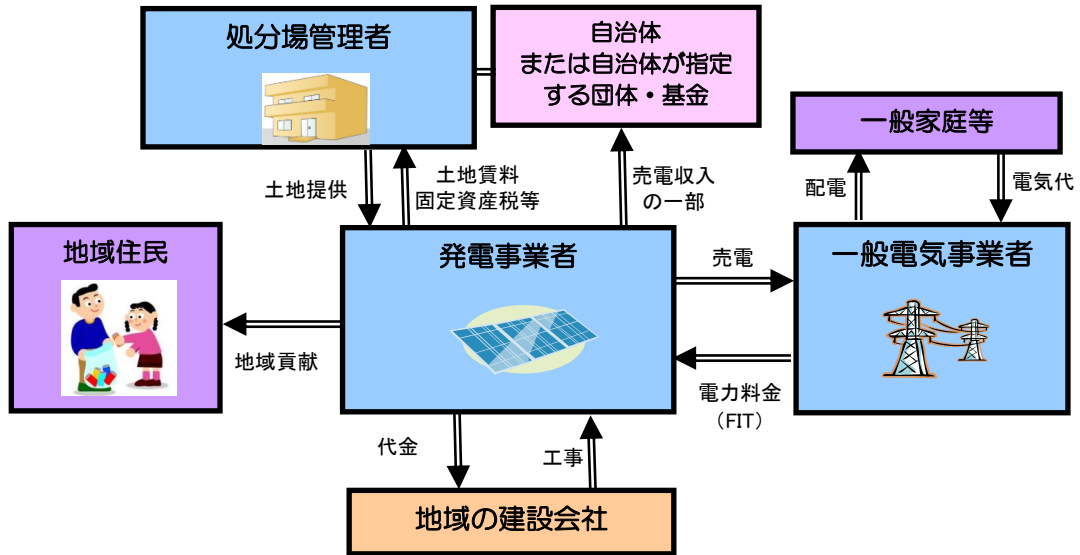 処分場管理者
自治体
または自治体が指定
する団体・基金
一般家庭等
土地提供
土地賃料
固定資産税等
売電収入
の一部
配電
電気代
地域住民
発電事業者
売電
一般電気事業者
地域貢献
電力料金
（FIT）
代金
工事
地域の建設会社